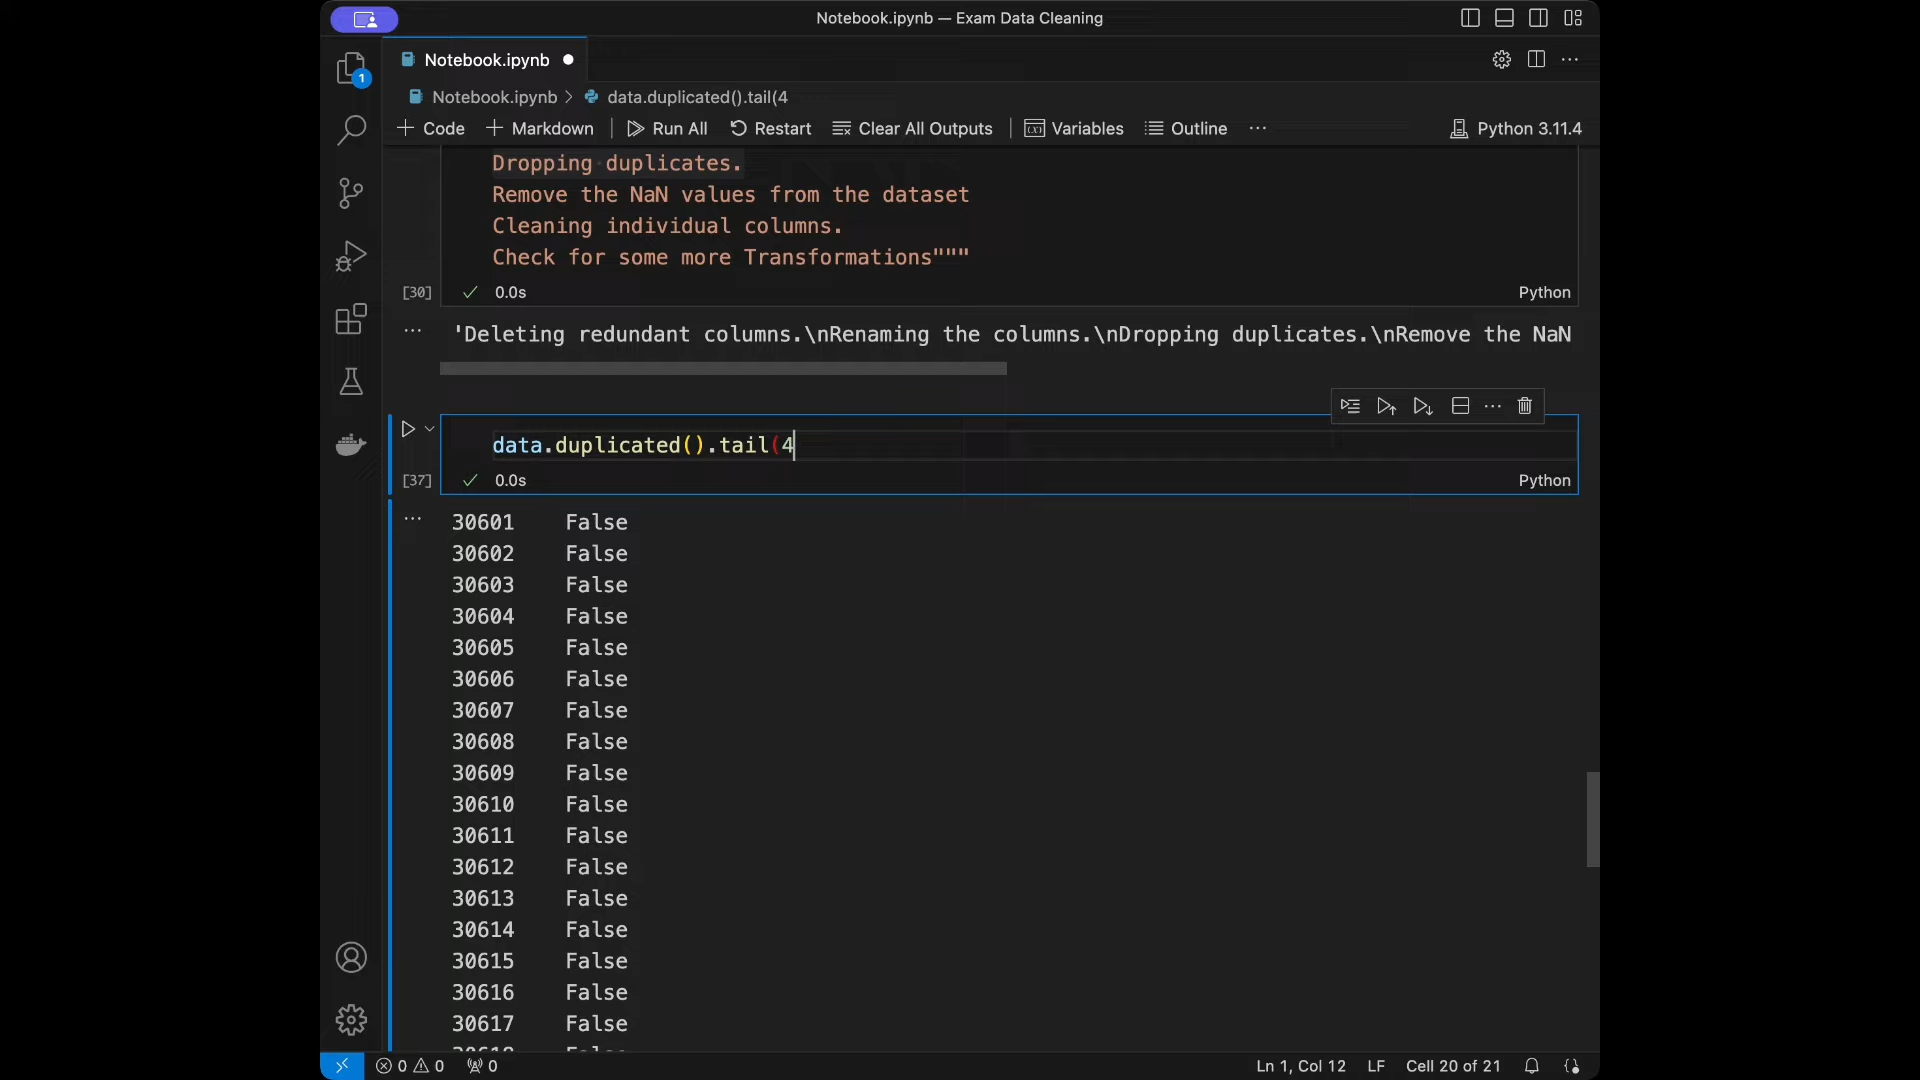 Notebook.ipynb — Exam Data Cleaning
Notebook.ipynb
1
Notebook.ipynb > data.duplicated().tail(4
Code Markdown Run All Restart Clear All Outputs Variables Outline ··· Python 3.11.4
Dropping duplicates.
Remove the NaN values from the dataset
Cleaning individual columns.
Check for some more Transformations"""
[30] 0.0s Python
'Deleting redundant columns.\nRenaming the columns.\nDropping duplicates.\nRemove the NaN
data.duplicated().tail(4
[37] 0.0s Python
30601 False
30602 False
30603 False
30604 False
30605 False
30606 False
30607 False
30608 False
30609 False
30610 False
30611 False
30612 False
30613 False
30614 False
30615 False
30616 False
30617 False
0 0 0 Ln 1, Col 12 LF Cell 20 of 21